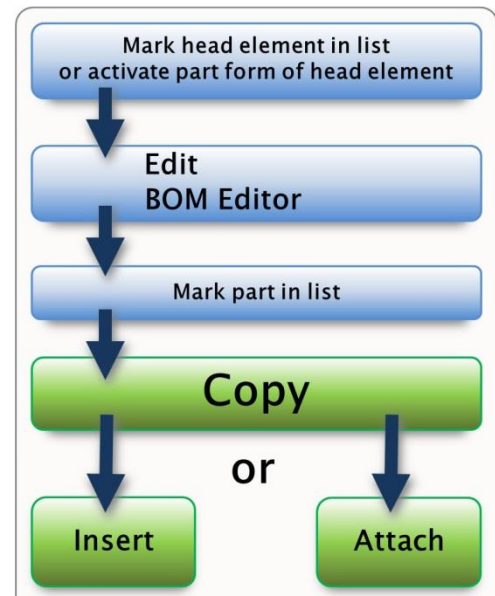 Mark head element in list
or activate part form of head element
Edit
BOM Editor
Mark part in list
Copy
or
Insert
Attach